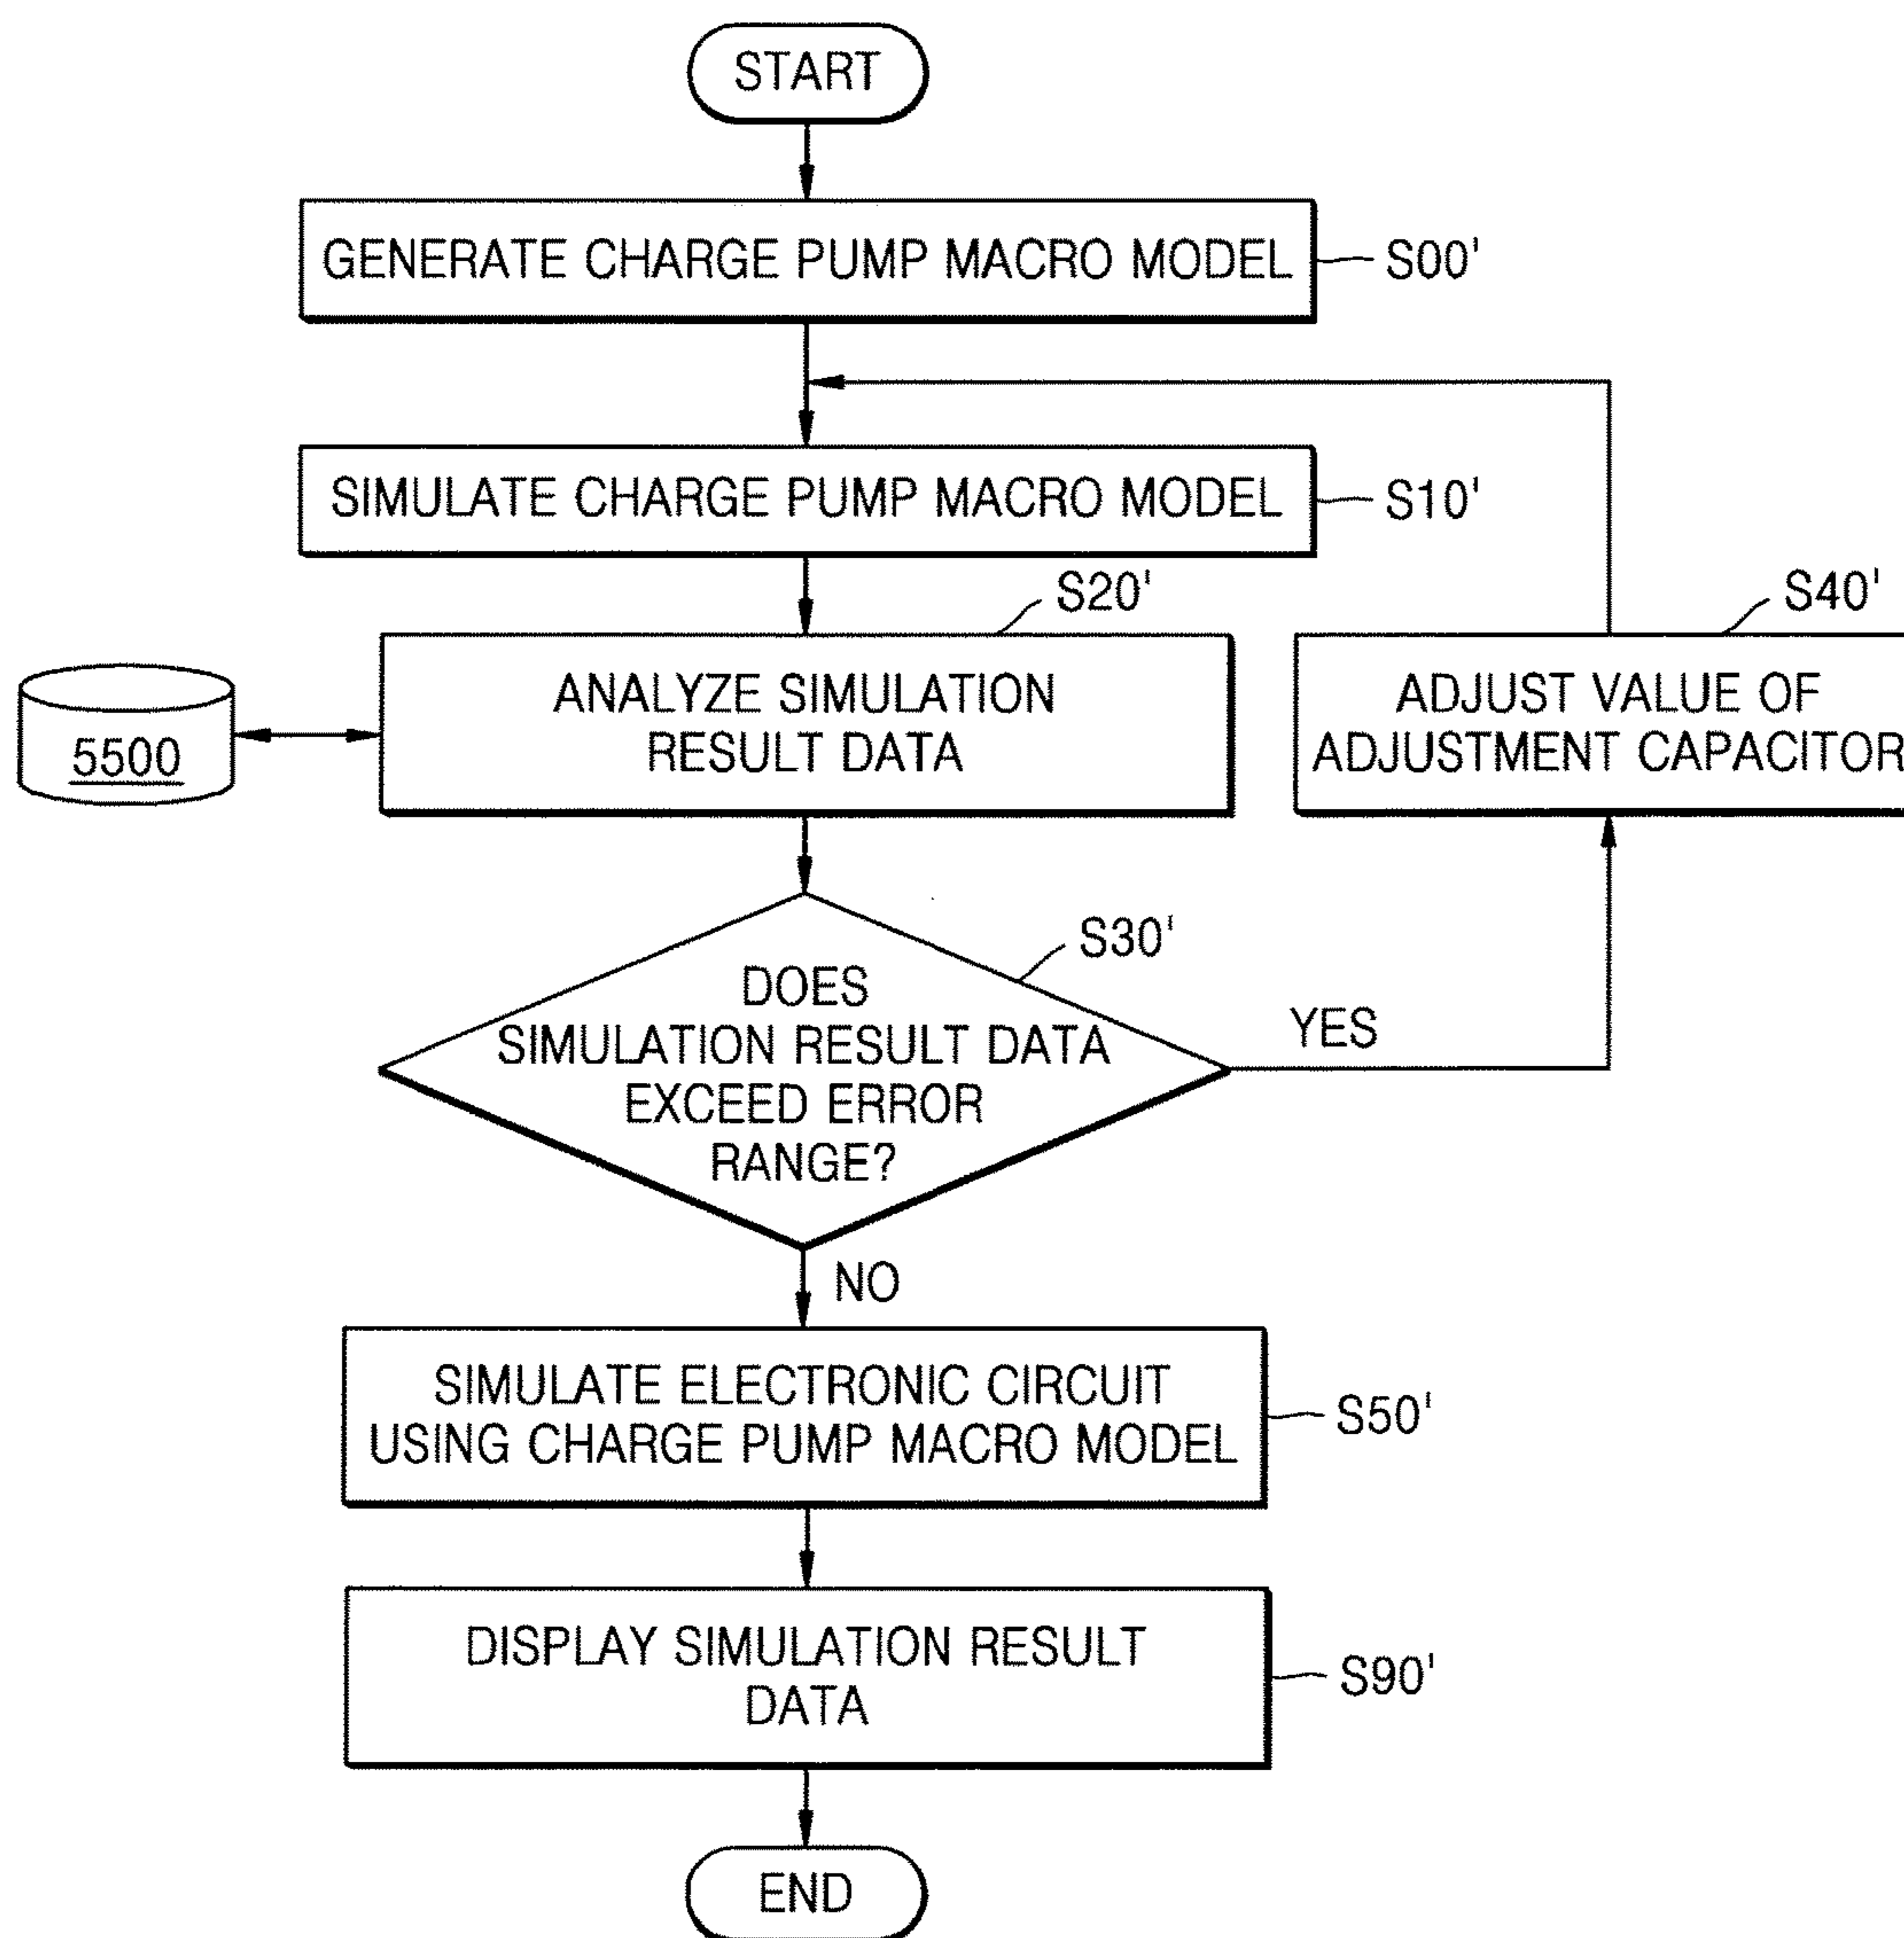 START
GENERATE CHARGE PUMP MACRO MODEL
S00'
SIMULATE CHARGE PUMP MACRO MODEL
S10'
S20'
S40'
5500
ANALYZE SIMULATION
RESULT DATA
ADJUST VALUE OF
ADJUSTMENT CAPACITOR
S30'
DOES
SIMULATION RESULT DATA
EXCEED ERROR
RANGE?
YES
NO
SIMULATE ELECTRONIC CIRCUIT
USING CHARGE PUMP MACRO MODEL
S50'
DISPLAY SIMULATION RESULT
DATA
S90'
END